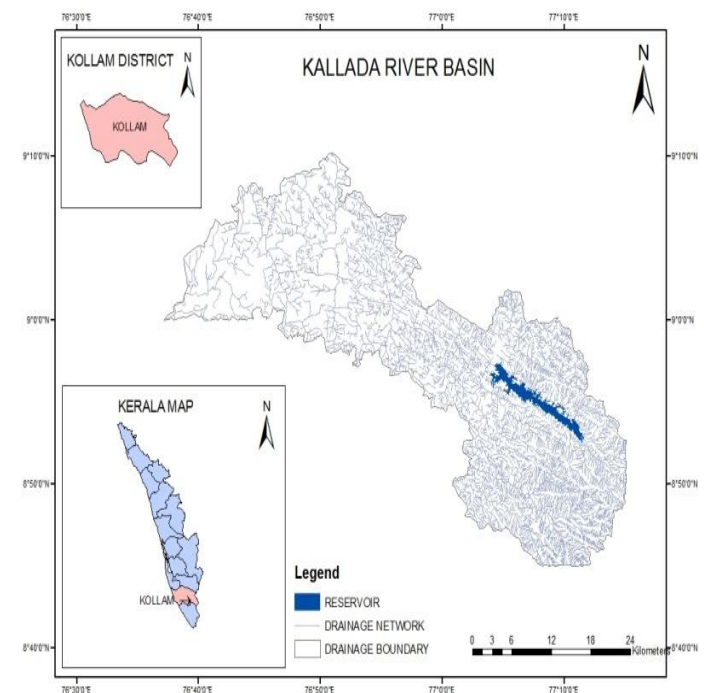 76°30'0"E 76°40'0"E 76°50'0"E 77°0'0"E 77°10'0"E
KOLLAM DISTRICT
N
KOLLAM
KALLADA RIVER BASIN
N
9°10'0"N 9°10'0"N
9°0'0"N 9°0'0"N
KERALA MAP
N
KOLLAM
8°50'0"N 8°50'0"N
Legend
RESERVOIR
DRAINAGE NETWORK
DRAINAGE BOUNDARY
0 3 6 12 18 24
Kilometers
8°40'0"N 8°40'0"N
76°30'0"E 76°40'0"E 76°50'0"E 77°0'0"E 77°10'0"E